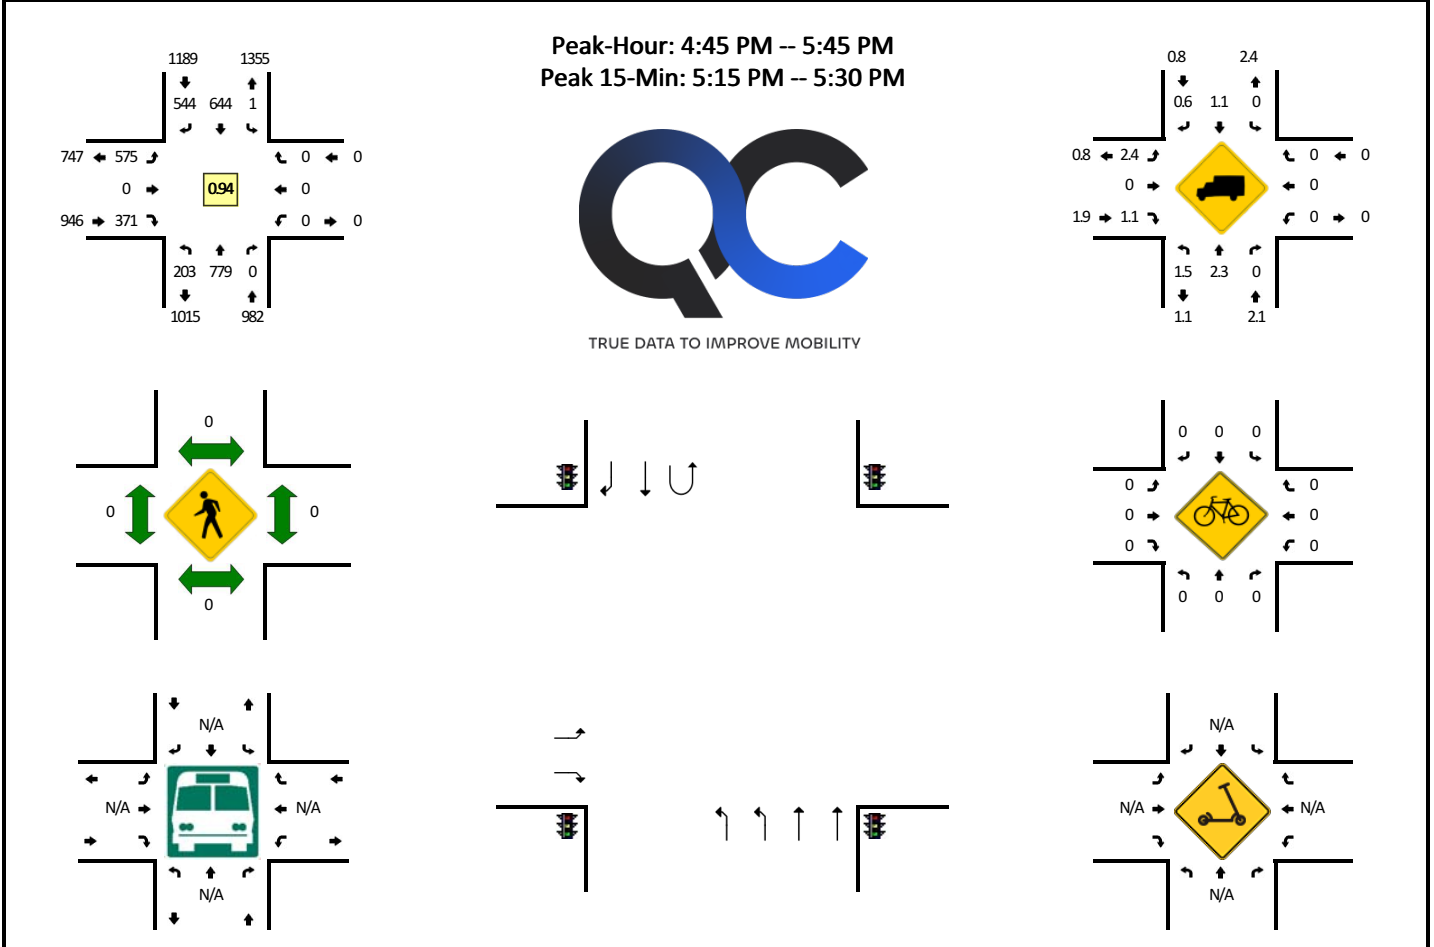 Peak-Hour: 4:45 PM -- 5:45 PM
Peak 15-Min: 5:15 PM -- 5:30 PM
1189 1355
544 644 1
747 575 0 0
0 0.94 0
946 371 0 0
203 779 0
1015 982
0.8 2.4
0.6 1.1 0
0.8 2.4 0 0
0 0
1.9 1.1 0 0
1.5 2.3 0
1.1 2.1
QC
TRUE DATA TO IMPROVE MOBILITY
0
0 0
0
0 0 0
0 0
0 0
0 0
0 0 0
N/A
N/A N/A
N/A
N/A
N/A N/A
N/A